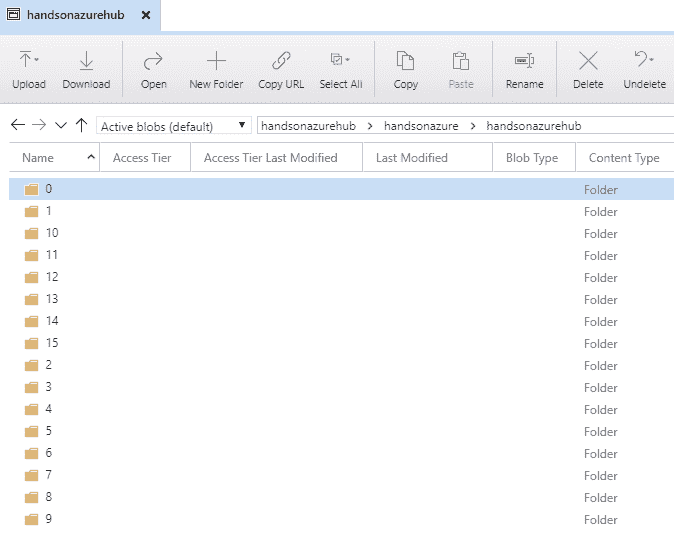 handsonazurehub
Upload Download Open New Folder Copy URL Select All Copy Paste Rename Delete Undelete
Active blobs (default) handsonazurehub > handsonazure > handsonazurehub
Name Access Tier Access Tier Last Modified Last Modified Blob Type Content Type
0 Folder
1 Folder
10 Folder
11 Folder
12 Folder
13 Folder
14 Folder
15 Folder
2 Folder
3 Folder
4 Folder
5 Folder
6 Folder
7 Folder
8 Folder
9 Folder